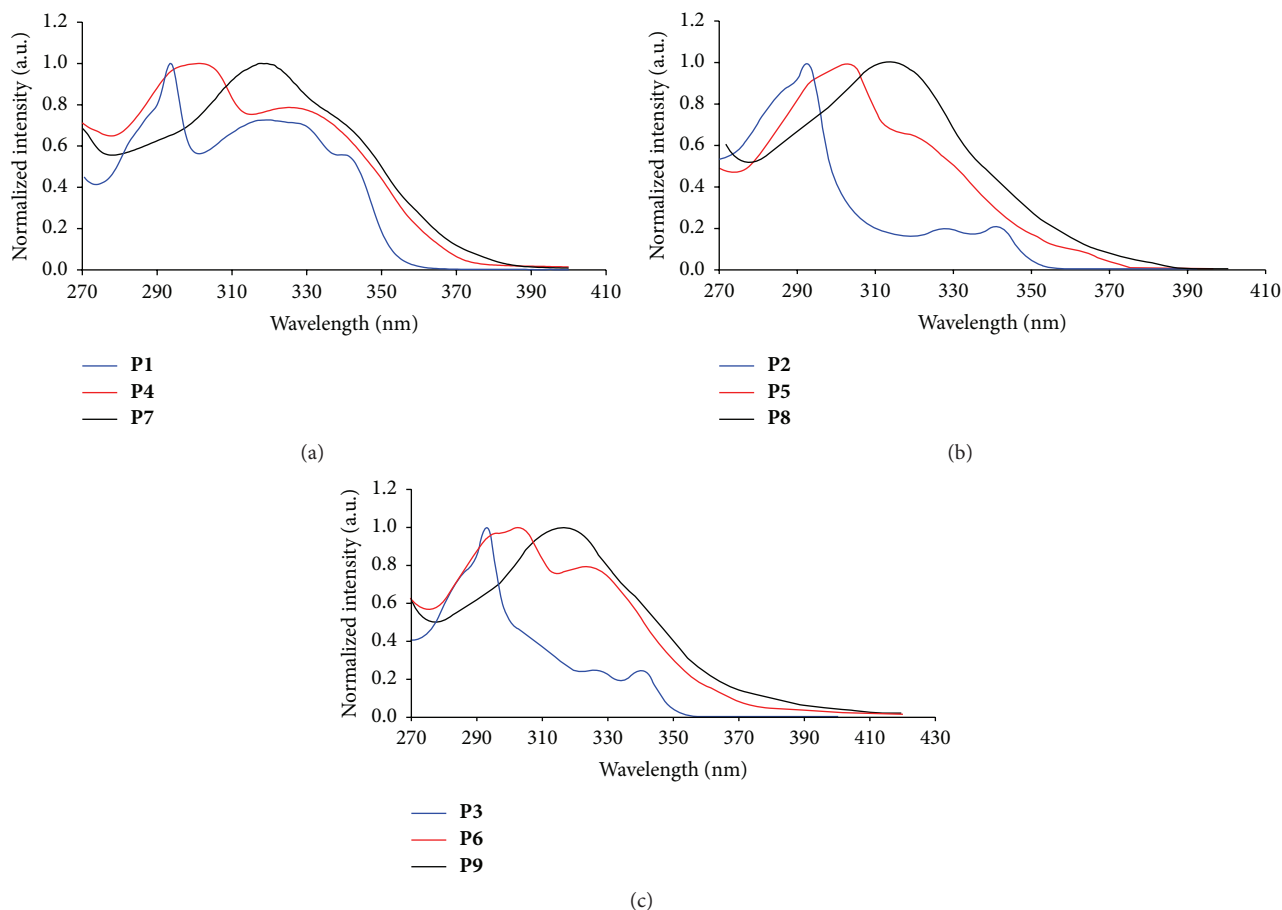 Normalized intensity (a.u.)
1.2
1.0
0.8
0.6
0.4
0.2
0.0
270 290 310 330 350 370 390 410
Wavelength (nm)
P1
P4
P7
(a)
Normalized intensity (a.u.)
1.2
1.0
0.8
0.6
0.4
0.2
0.0
270 290 310 330 350 370 390 410
Wavelength (nm)
P2
P5
P8
(b)
Normalized intensity (a.u.)
1.2
1.0
0.8
0.6
0.4
0.2
0.0
270 290 310 330 350 370 390 410 430
Wavelength (nm)
P3
P6
P9
(c)